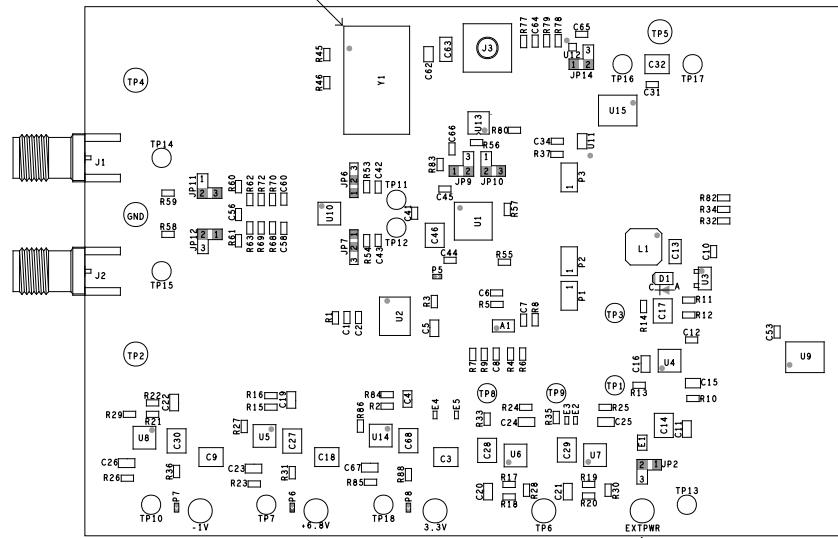 R77
C64
R79
R78
C65
U12
3
1 2
JP14
TP5
TP16
C32
TP17
C31
R45
R46
Y1
C62
C63
J3
TP4
U15
J1
TP14
U13
R80
R56
C66
R83
C34
R37
U11
3
1 2
JP9
1
2 3
JP10
P3
JP11
1
2 3
R59
R60
R62
R72
R70
C60
JP6
1 2 3
R53
C42
TP11
C45
C41
U10
U1
R57
R82
R34
R32
GND
C56
R58
JP12
2 1
3
R61
R63
R69
R68
C58
JP7
1 2 3
R54
C43
TP12
C46
C44
R55
P2
L1
C13
C10
J2
TP15
P5
C6
R5
P1
D1
C
A
U3
R1
C1
C2
U2
R3
C5
A1
C7
R8
TP3
R14
C17
R11
R12
C12
C53
U9
TP2
R7
R9
C8
R4
R6
C16
U4
R13
TP1
C15
R10
TP8
TP9
R22
C22
R29
R21
R16
R15
C19
R84
R2
C4
R86
E4
E5
R33
R24
C24
R35
E3
E2
R25
C25
U8
C30
R27
U5
C27
U14
C68
C28
U6
C29
U7
E1
C14
C11
C26
R26
R36
C9
C23
R23
R31
C18
C67
R85
R88
C3
C20
R17
R18
R28
C21
R19
R20
R30
2 1
3
JP2
TP10
P7
-1V
TP7
P6
+6.8V
TP18
P8
3.3V
TP6
EXTPWR
TP13